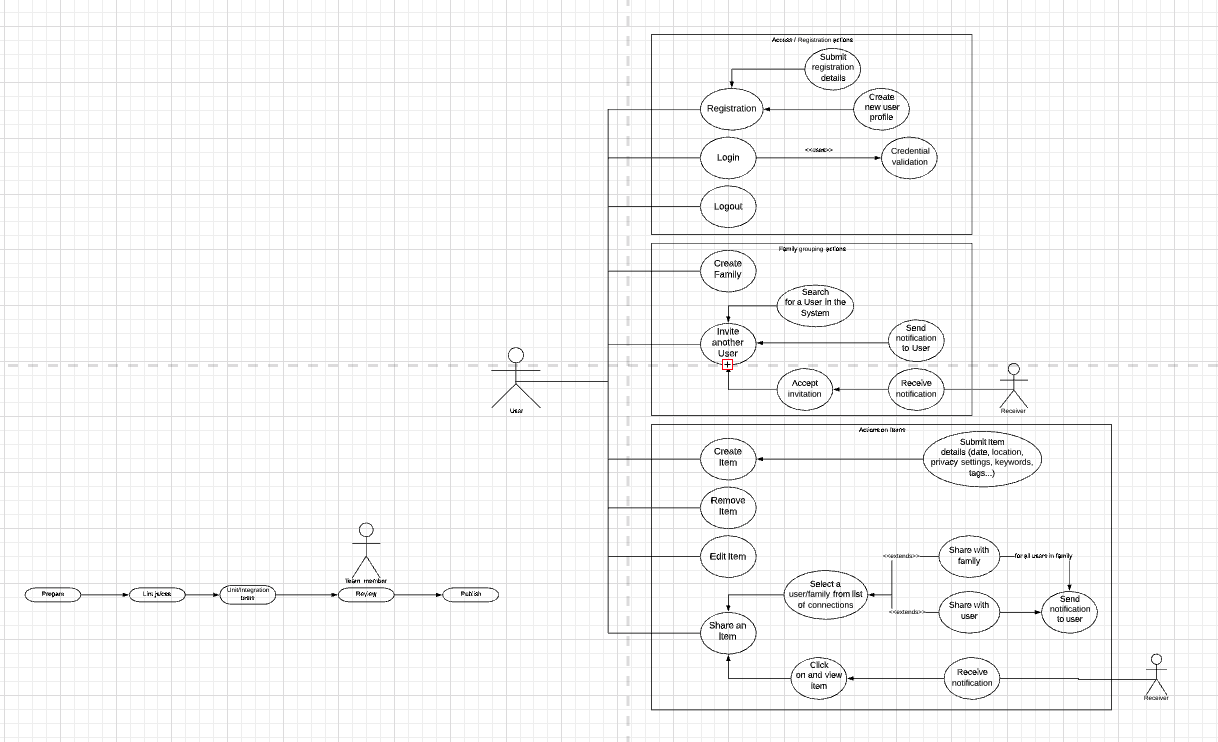 Access / Registration actions
Submit
registration
details
Registration
Create
new user
profile
Login
<<uses>>
Credential
validation
Logout
Family grouping actions
Create
Family
Search
for a User in the
System
Invite
another
User
Send
notification
to User
Accept
invitation
Receive
notification
Receiver
User
Actions on Items
Create
Item
Submit Item
details (date, location,
privacy settings, keywords,
tags...)
Remove
Item
Edit Item
<<extends>>
Share with
family
for all users in family
Select a
user/family from list
of connections
<<extends>>
Share with
user
Send
notification
to user
Share an
Item
Click
on and view
item
Receive
notification
Receiver
Team_member
Prepare
Unit/Integration
tests
Review
Publish